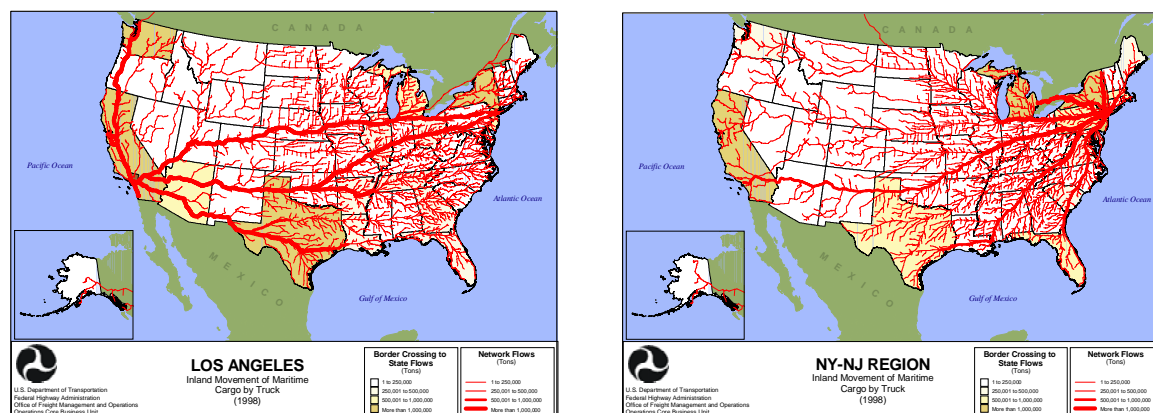 CANADA
Pacific Ocean
Atlantic Ocean
MEXICO
Gulf of Mexico
U.S. Department of Transportation
Federal Highway Administration
Office of Freight Management and Operations
Operations Core Business Unit
LOS ANGELES
Inland Movement of Maritime
Cargo by Truck
(1998)
Border Crossing to
State Flows
(Tons)
1 to 250,000
250,001 to 500,000
500,001 to 1,000,000
More than 1,000,000
Network Flows
(Tons)
1 to 250,000
250,001 to 500,000
500,001 to 1,000,000
More than 1,000,000
CANADA
Pacific Ocean
Atlantic Ocean
MEXICO
Gulf of Mexico
U.S. Department of Transportation
Federal Highway Administration
Office of Freight Management and Operations
Operations Core Business Unit
NY-NJ REGION
Inland Movement of Maritime
Cargo by Truck
(1998)
Border Crossing to
State Flows
(Tons)
1 to 250,000
250,001 to 500,000
500,001 to 1,000,000
More than 1,000,000
Network Flows
(Tons)
1 to 250,000
250,001 to 500,000
500,001 to 1,000,000
More than 1,000,000